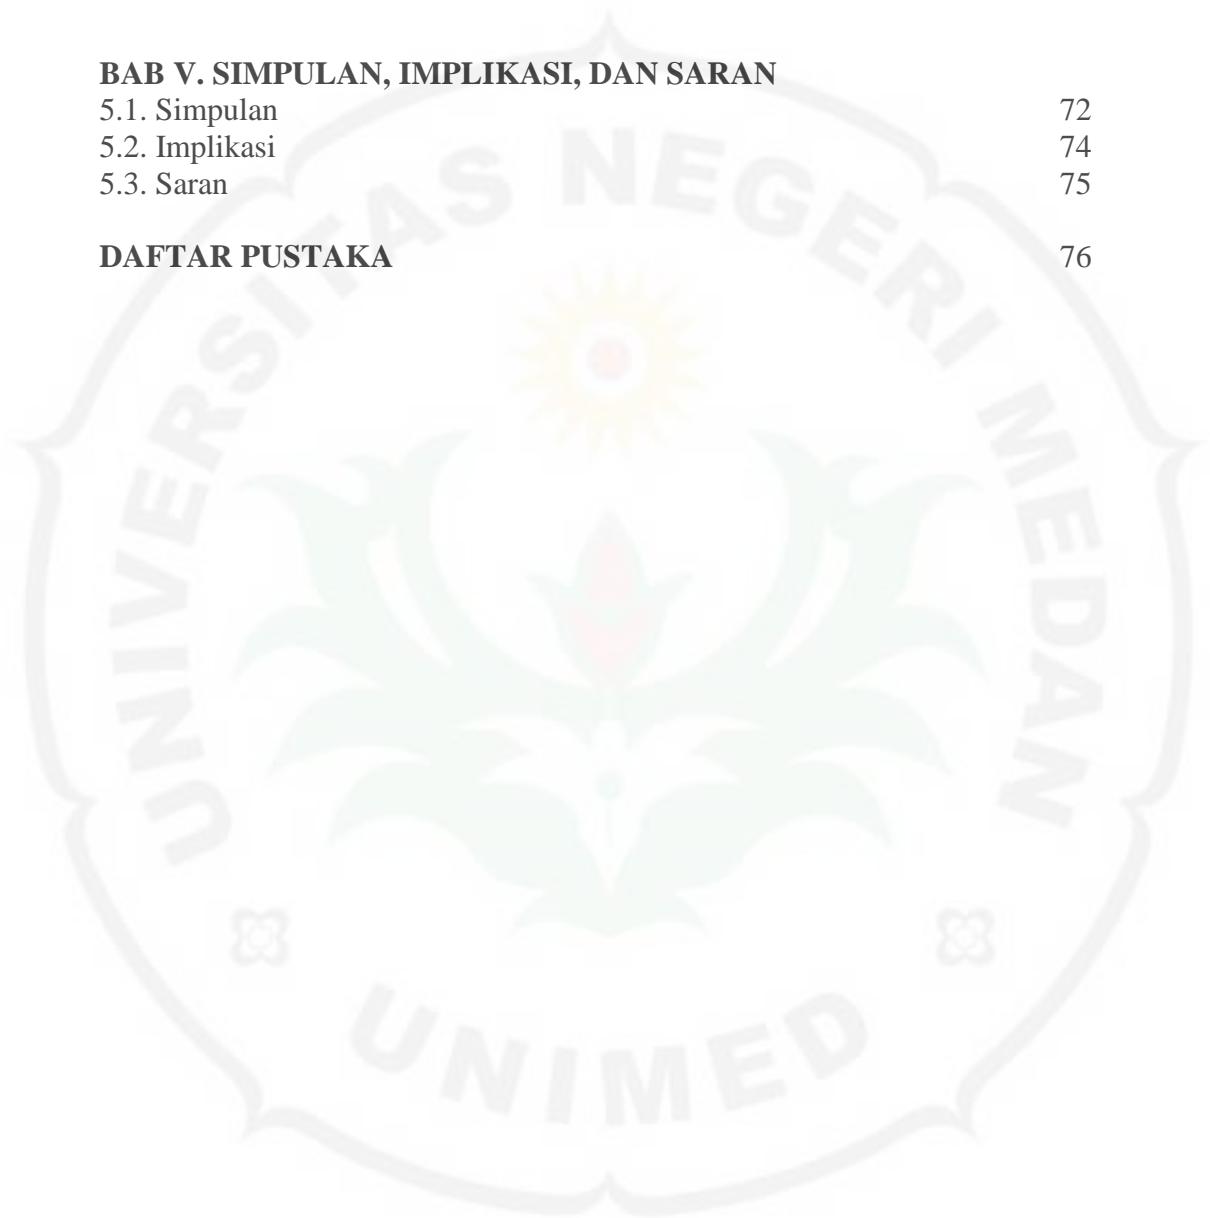 BAB V. SIMPULAN, IMPLIKASI, DAN SARAN
5.1. Simpulan 72
5.2. Implikasi 74
5.3. Saran 75
DAFTAR PUSTAKA 76
UNIVERSITAS NEGERI MEDAN
UNIMED